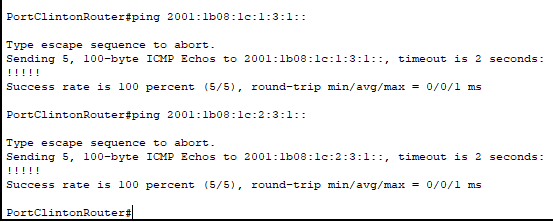 PortClintonRouter#ping 2001:1b08:1c:1:3:1::
Type escape sequence to abort.
Sending 5, 100-byte ICMP Echos to 2001:1b08:1c:1:3:1::, timeout is 2 seconds:
!!!!!
Success rate is 100 percent (5/5), round-trip min/avg/max = 0/0/1 ms
PortClintonRouter#ping 2001:1b08:1c:2:3:1::
Type escape sequence to abort.
Sending 5, 100-byte ICMP Echos to 2001:1b08:1c:2:3:1::, timeout is 2 seconds:
!!!!!
Success rate is 100 percent (5/5), round-trip min/avg/max = 0/0/1 ms
PortClintonRouter#